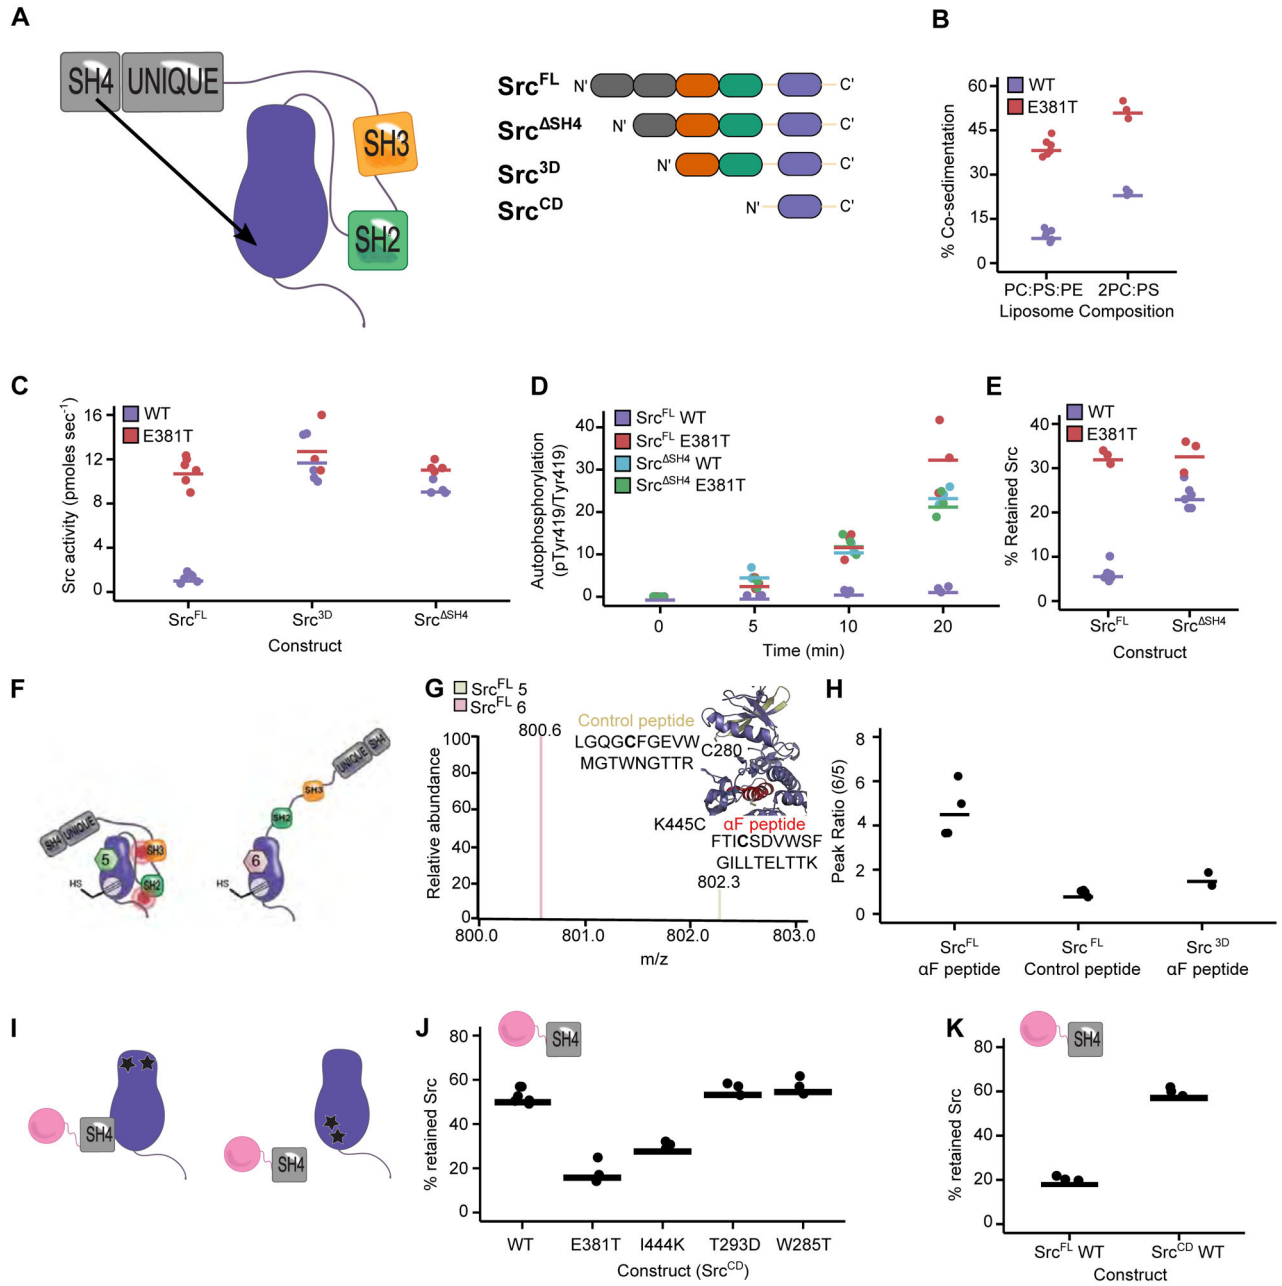 A
SH4
UNIQUE
SH3
SH2
Src^FL N' C'
Src^ΔSH4 N' C'
Src^3D N' C'
Src^CD N' C'
B
WT
E381T
% Co-sedimentation
60
45
30
15
0
PC:PS:PE 2PC:PS
Liposome Composition
C
WT
E381T
Src activity (pmoles sec^-1)
16
12
8
4
0
Src^FL Src^3D Src^ΔSH4
Construct
D
Src^FL WT
Src^FL E381T
Src^ΔSH4 WT
Src^ΔSH4 E381T
Autophosphorylation
(pTyr419/Tyr419)
40
30
20
10
0
0 5 10 20
Time (min)
E
WT
E381T
% Retained Src
40
30
20
10
0
Src^FL Src^ΔSH4
Construct
F
SH4 UNIQUE
SH3
SH2
5
HS
UNIQUE SH4
SH3
SH2
6
HS
G
Src^FL 5
Src^FL 6
800.6
Control peptide
LGQGCFGEVW
MGTWNGTTR
C280
K445C
αF peptide
FTICSDVWSF
GILLTELTTK
802.3
Relative abundance
100
80
60
40
20
0
800.0 801.0 802.0 803.0
m/z
H
Peak Ratio (6/5)
8
6
4
2
0
Src^FL Src^FL Src^3D
αF peptide Control peptide αF peptide
I
SH4
SH4
J
SH4
% retained Src
80
60
40
20
0
WT E381T I444K T293D W285T
Construct (Src^CD)
K
SH4
% retained Src
80
60
40
20
0
Src^FL WT Src^CD WT
Construct